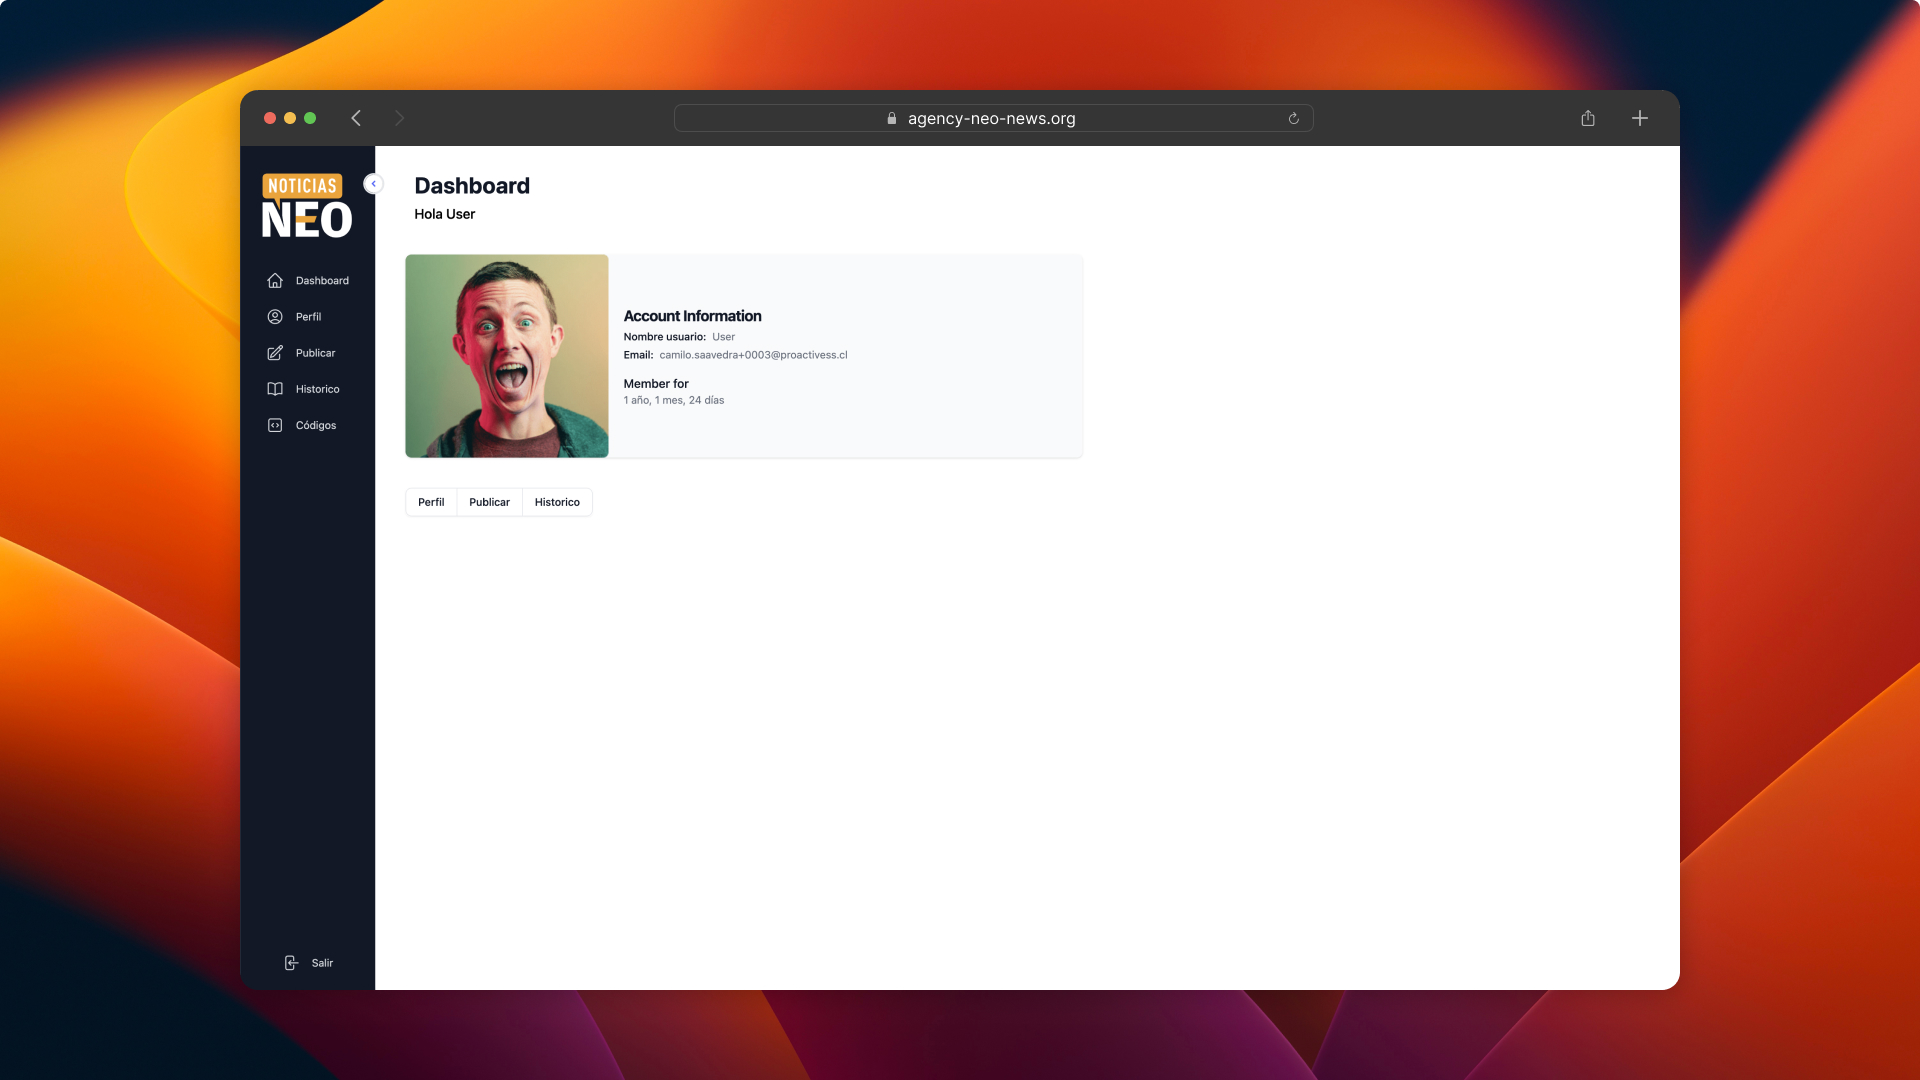 agency-neo-news.org
NOTICIAS
NEO
Dashboard
Perfil
Publicar
Historico
Códigos
Salir
Dashboard
Hola User
Account Information
Nombre usuario: User
Email: camilo.saavedra+0003@proactivess.cl
Member for
1 año, 1 mes, 24 días
Perfil Publicar Historico